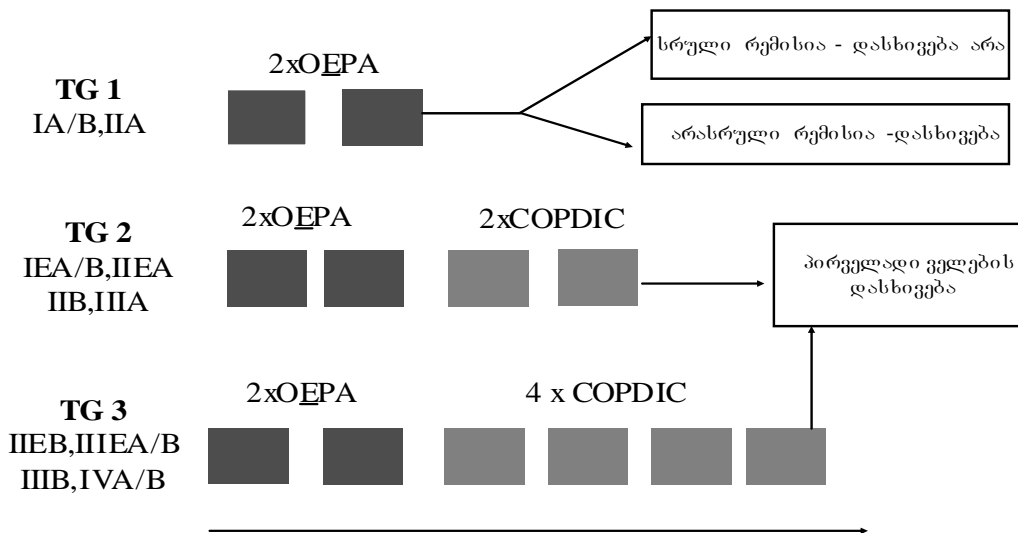 2xOEPA
სრული რემისია - დასხივება არა
TG 1
IA/B,IIA
არასრული რემისია -დასხივება
2xOEPA
2xCOPDIC
TG 2
IEA/B,IIEA
IIB,IIIA
პირველადი ველების
დასხივება
2xOEPA
4 x COPDIC
TG 3
IIEB,IIIEA/B
IIIB,IVA/B